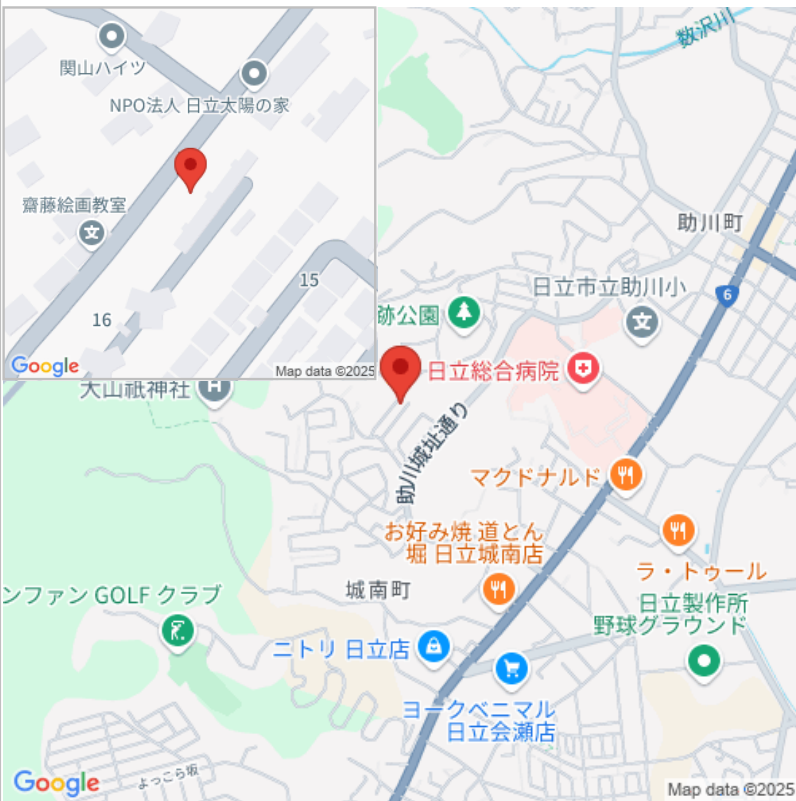 関山ハイツ
NPO法人 日立太陽の家
齋藤絵画教室
文
15
16
Google
Map data ©2025
数沢川
助川町
日立市立助川小
文
6
跡公園
日立総合病院
大山祇神社
H
助川城址通り
マクドナルド
お好み焼 道とん
堀 日立城南店
ラ・トゥール
城南町
日立製作所
野球グラウンド
ンファン GOLF クラブ
ニトリ 日立店
ヨークベニマル
日立会瀬店
よっこら坂
Google
Map data ©2025